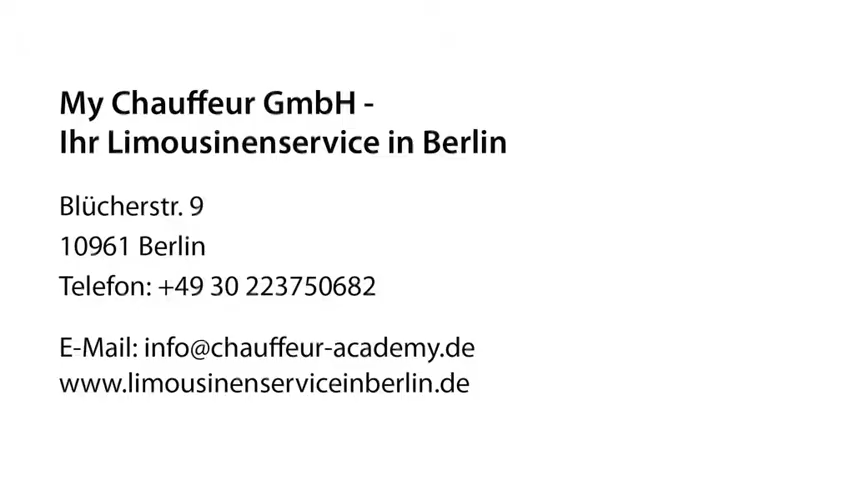 My Chauffeur GmbH -
Ihr Limousinenservice in Berlin
Blücherstr. 9
10961 Berlin
Telefon: +49 30 223750682
E-Mail: info@chauffeur-academy.de
www.limousinenserviceinberlin.de